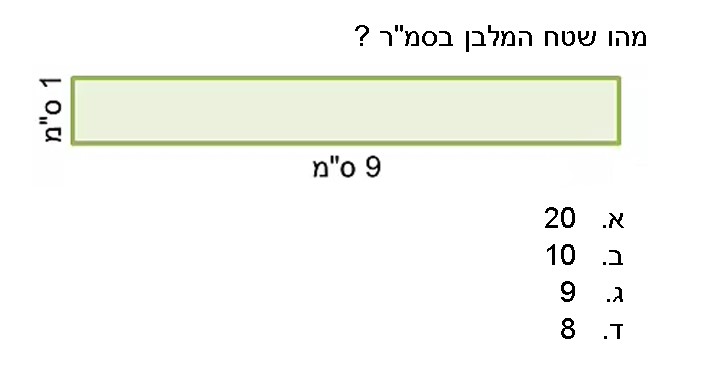 מהו שטח המלבן בסמ"ר ?
1 ס"מ
9 ס"מ
א. 20
ב. 10
ג. 9
ד. 8